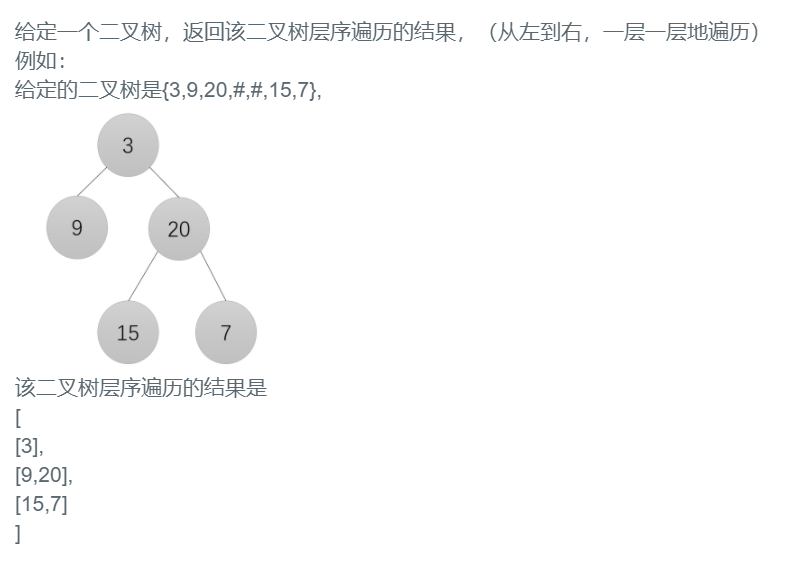 给定一个二叉树，返回该二叉树层序遍历的结果，（从左到右，一层一层地遍历）
例如：
给定的二叉树是{3,9,20,#,#,15,7},
3
9
20
15
7
该二叉树层序遍历的结果是
[
[3],
[9,20],
[15,7]
]